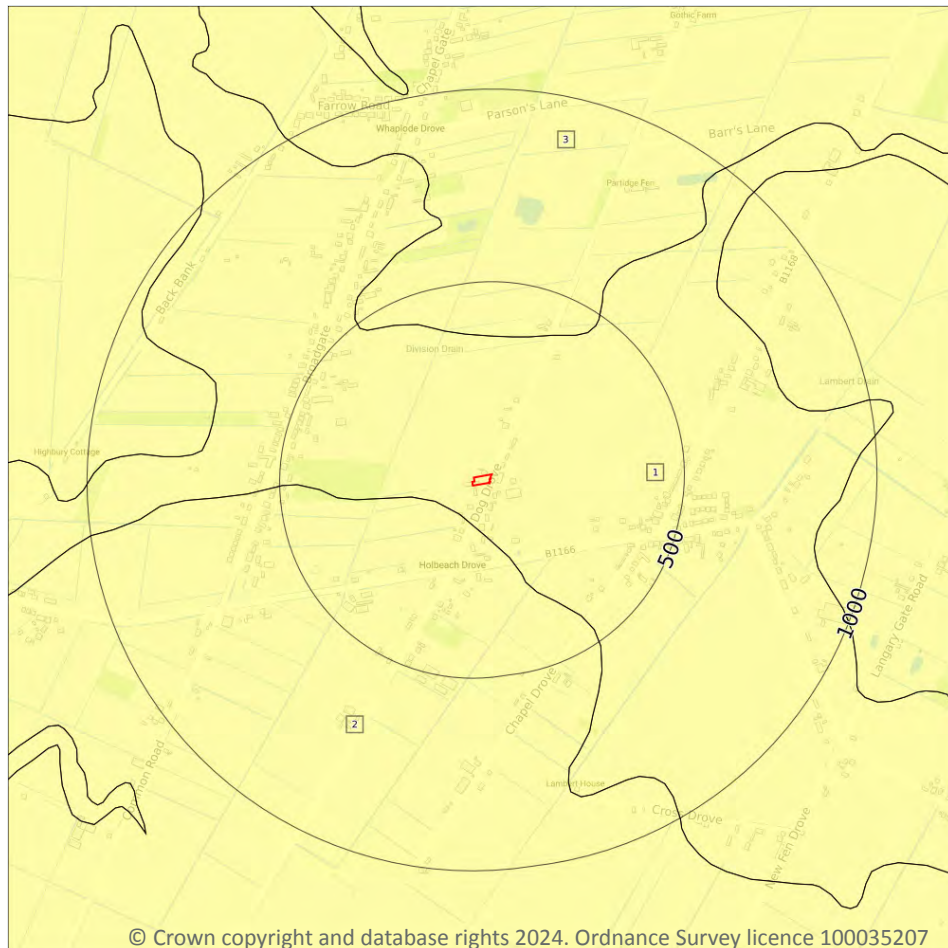 Gothic Farm
Chapel Gate
Farrow Road
Parson's Lane
Whaplode Drove
Barr's Lane
3
Partidge Fen
B1168
Back Bank
Division Drain
Broadgate
Lambert Drain
Highbury Cottage
1
Dog Drove
500
B1166
Holbeach Drove
1000
Langary Gate Road
Chapel Drove
2
Common Road
Lambert House
Cross Drove
New Fen Drove
© Crown copyright and database rights 2024. Ordnance Survey licence 100035207